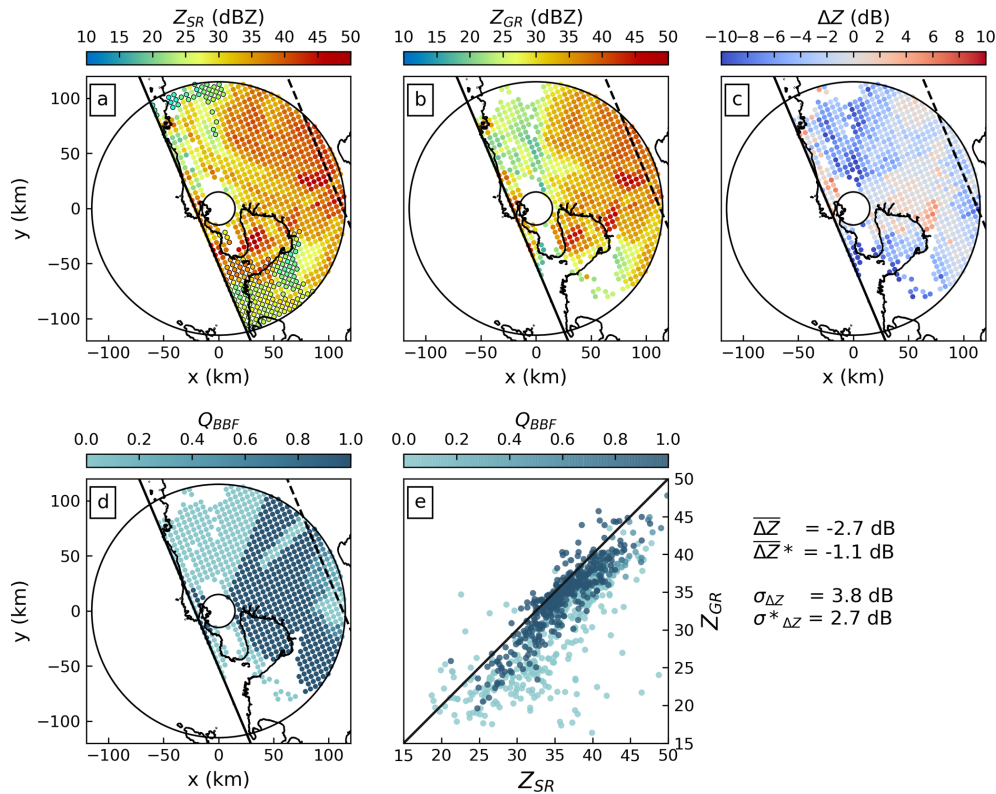 Z_SR (dBZ)
10 15 20 25 30 35 40 45 50
a
100
50
0
−50
−100
y (km)
−100 −50 0 50 100
x (km)
Z_GR (dBZ)
10 15 20 25 30 35 40 45 50
b
−100 −50 0 50 100
x (km)
ΔZ (dB)
−10 −8 −6 −4 −2 0 2 4 6 8 10
c
−100 −50 0 50 100
x (km)
Q_BBF
0.0 0.2 0.4 0.6 0.8 1.0
d
100
50
0
−50
−100
y (km)
−100 −50 0 50 100
x (km)
Q_BBF
0.0 0.2 0.4 0.6 0.8 1.0
e
50
45
40
35
30
25
20
15
Z_GR
15 20 25 30 35 40 45 50
Z_SR
\overline{ΔZ} = -2.7 dB
\overline{ΔZ}* = -1.1 dB
σ_ΔZ = 3.8 dB
σ*_ΔZ = 2.7 dB